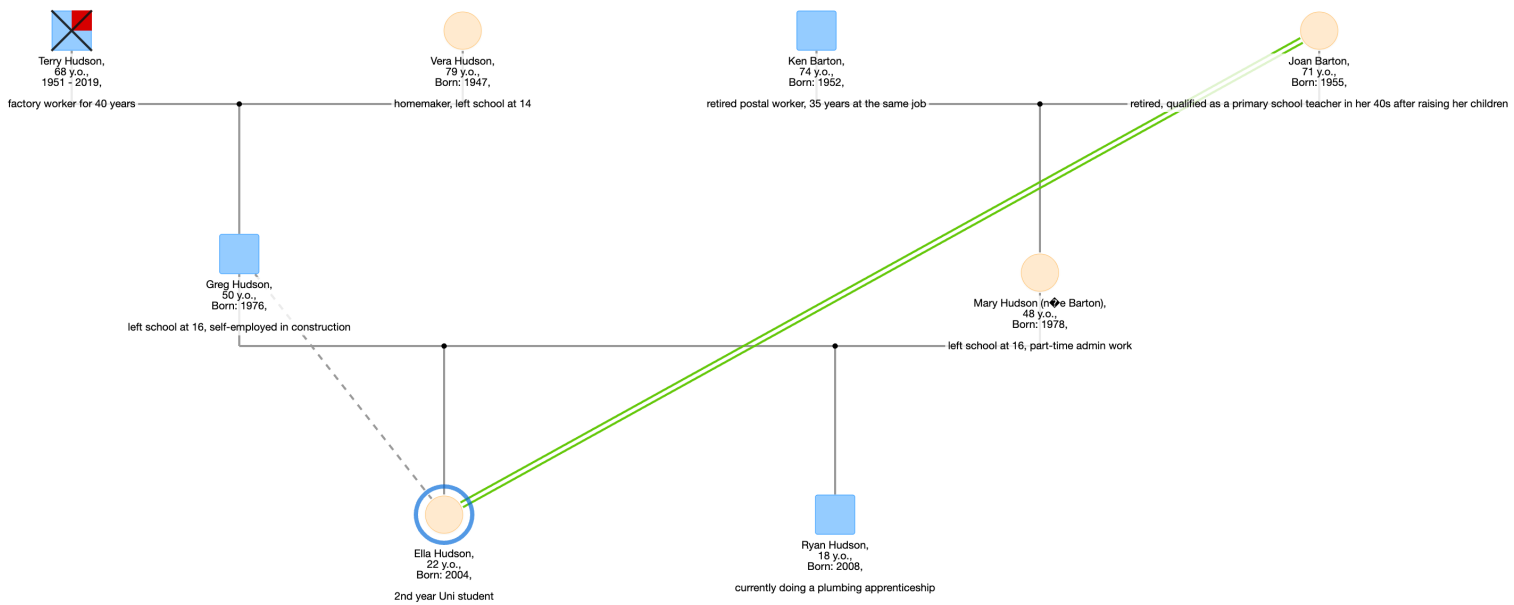 Terry Hudson,
68 y.o.,
1951 - 2019,
factory worker for 40 years
Vera Hudson,
79 y.o.,
Born: 1947,
homemaker, left school at 14
Ken Barton,
74 y.o.,
Born: 1952,
retired postal worker, 35 years at the same job
Joan Barton,
71 y.o.,
Born: 1955,
retired, qualified as a primary school teacher in her 40s after raising her children
Greg Hudson,
50 y.o.,
Born: 1976,
left school at 16, self-employed in construction
Mary Hudson (n�e Barton),
48 y.o.,
Born: 1978,
left school at 16, part-time admin work
Ella Hudson,
22 y.o.,
Born: 2004,
2nd year Uni student
Ryan Hudson,
18 y.o.,
Born: 2008,
currently doing a plumbing apprenticeship